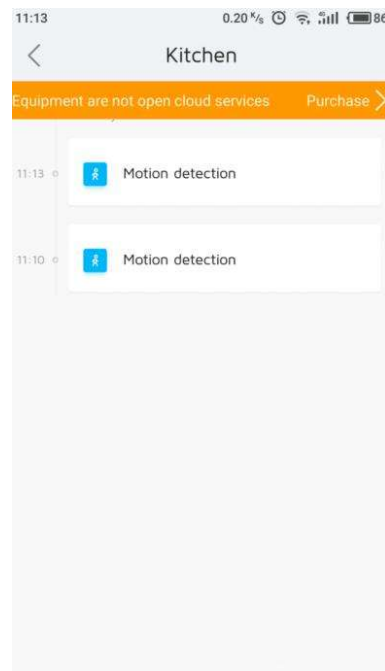 11:13 0.20 K/s 86
Kitchen
Equipment are not open cloud services Purchase
11:13 Motion detection
11:10 Motion detection